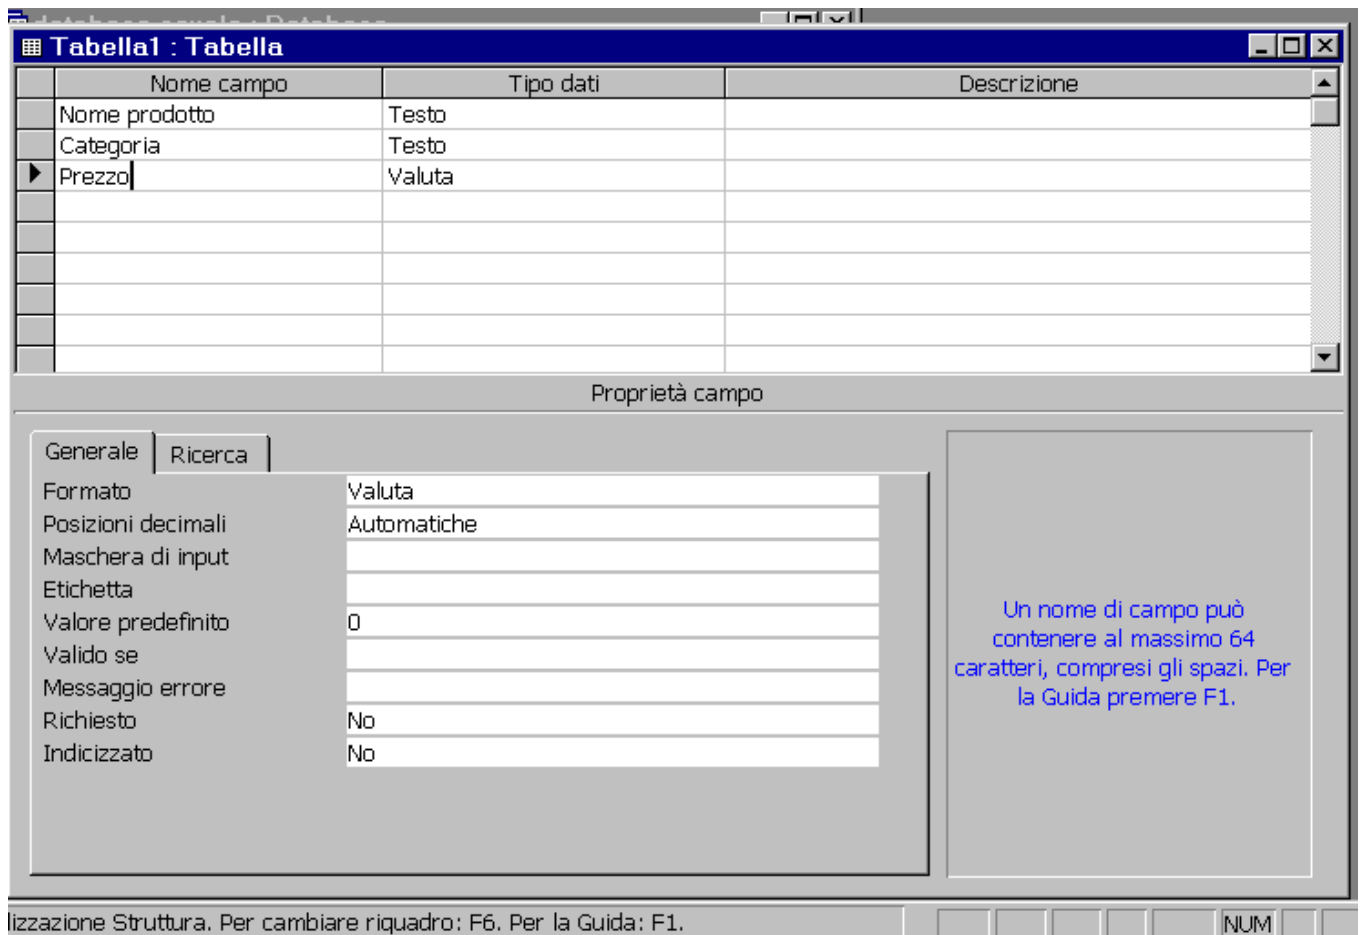 Tabella1 : Tabella
Nome campo Tipo dati Descrizione
Nome prodotto Testo
Categoria Testo
Prezzo Valuta
Proprietà campo
Generale Ricerca
Formato Valuta
Posizioni decimali Automatiche
Maschera di input
Etichetta
Valore predefinito 0
Valido se
Messaggio errore
Richiesto No
Indicizzato No
Un nome di campo può
contenere al massimo 64
caratteri, compresi gli spazi. Per
la Guida premere F1.
lizzazione Struttura. Per cambiare riquadro: F6. Per la Guida: F1. NUM